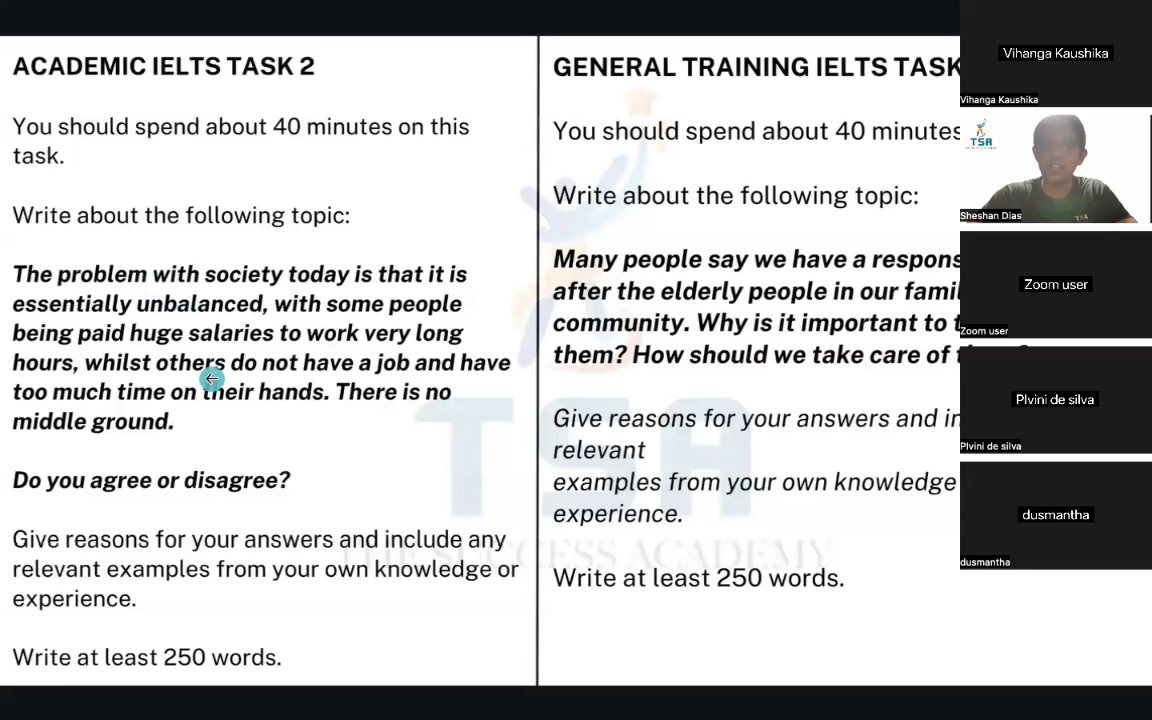 ACADEMIC IELTS TASK 2
You should spend about 40 minutes on this
task.
Write about the following topic:
The problem with society today is that it is
essentially unbalanced, with some people
being paid huge salaries to work very long
hours, whilst others do not have a job and have
too much time on their hands. There is no
middle ground.
Do you agree or disagree?
Give reasons for your answers and include any
relevant examples from your own knowledge or
experience.
Write at least 250 words.
GENERAL TRAINING IELTS TASK
You should spend about 40 minutes
Write about the following topic:
Many people say we have a respons
after the elderly people in our famil
community. Why is it important to t
them? How should we take care of
Give reasons for your answers and in
relevant
examples from your own knowledge
experience.
Write at least 250 words.
TSA
THE SUCCESS ACADEMY
Vihanga Kaushika
Vihanga Kaushika
TSA
TSA
Sheshan Dias
Zoom user
Zoom user
Plvini de silva
Plvini de silva
dusmantha
dusmantha